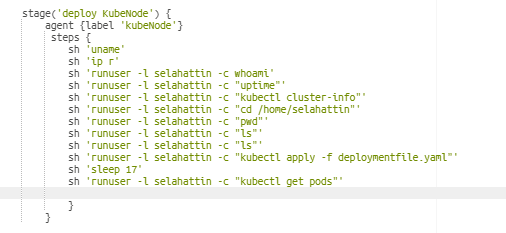 stage('deploy KubeNode') {
agent {label 'kubeNode'}
steps {
sh 'uname'
sh 'ip r'
sh 'runuser -l selahattin -c whoami'
sh 'runuser -l selahattin -c "uptime"'
sh 'runuser -l selahattin -c "kubectl cluster-info"'
sh 'runuser -l selahattin -c "cd /home/selahattin"'
sh 'runuser -l selahattin -c "pwd"'
sh 'runuser -l selahattin -c "ls"'
sh 'runuser -l selahattin -c "ls"'
sh 'runuser -l selahattin -c "kubectl apply -f deploymentfile.yaml"'
sh 'sleep 17'
sh 'runuser -l selahattin -c "kubectl get pods"'
}
}